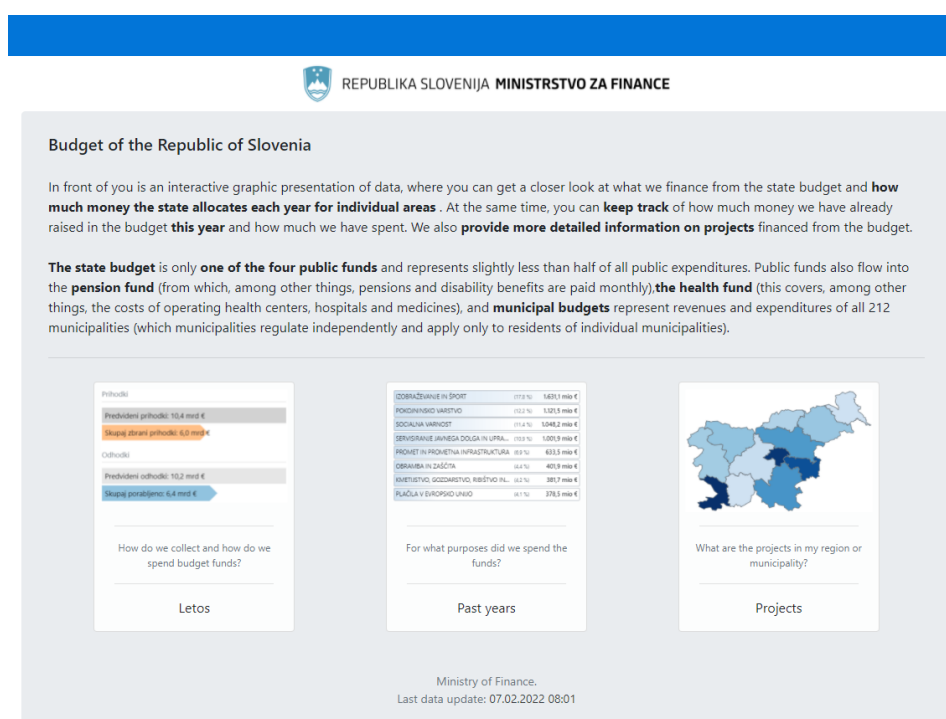 REPUBLIKA SLOVENIJA MINISTRSTVO ZA FINANCE
Budget of the Republic of Slovenia
In front of you is an interactive graphic presentation of data, where you can get a closer look at what we finance from the state budget and how
much money the state allocates each year for individual areas . At the same time, you can keep track of how much money we have already
raised in the budget this year and how much we have spent. We also provide more detailed information on projects financed from the budget.
The state budget is only one of the four public funds and represents slightly less than half of all public expenditures. Public funds also flow into
the pension fund (from which, among other things, pensions and disability benefits are paid monthly),the health fund (this covers, among other
things, the costs of operating health centers, hospitals and medicines), and municipal budgets represent revenues and expenditures of all 212
municipalities (which municipalities regulate independently and apply only to residents of individual municipalities).
Prihodki
Predvideni prihodki: 10,4 mrd €
Skupaj zbrani prihodki: 6,0 mrd €
Odhodki
Predvideni odhodki: 10,2 mrd €
Skupaj porabljeno: 6,4 mrd €
How do we collect and how do we
spend budget funds?
Letos
IZOBRAŽEVANJE IN ŠPORT (17,8 %) 1.631,1 mio €
POKOJNINSKO VARSTVO (12,2 %) 1.121,5 mio €
SOCIALNA VARNOST (11,4 %) 1.048,2 mio €
SERVISIRANJE JAVNEGA DOLGA IN UPRA... (10,9 %) 1.001,9 mio €
PROMET IN PROMETNA INFRASTRUKTURA (6,9 %) 633,5 mio €
OBRAMBA IN ZAŠČITA (4,4 %) 401,9 mio €
KMETIJSTVO, GOZDARSTVO, RIBIŠTVO IN... (4,2 %) 381,7 mio €
PLAČILA V EVROPSKO UNIJO (4,1 %) 378,5 mio €
For what purposes did we spend the
funds?
Past years
What are the projects in my region or
municipality?
Projects
Ministry of Finance.
Last data update: 07.02.2022 08:01